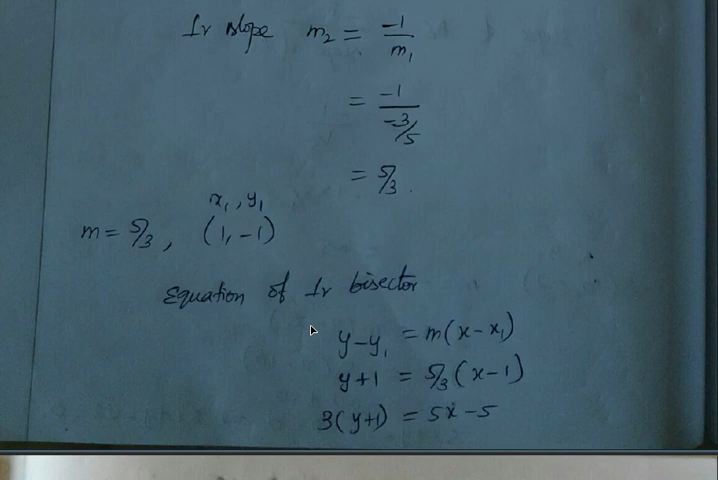 ⊥r slope m₂ = -1/m₁
= -1/(-3/5)
= 5/3.
x₁, y₁
m = 5/3, (1, -1)
Equation of ⊥r bisector
y - y₁ = m(x - x₁)
y + 1 = 5/3 (x - 1)
3(y+1) = 5x - 5